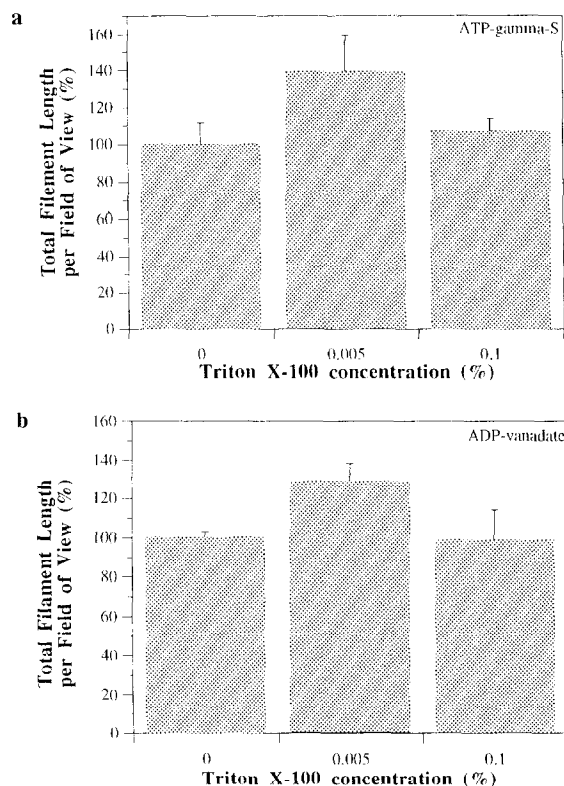 a
ATP-gamma-S
160
140
120
100
80
60
40
20
0
Total Filement Length
per Field of View (%)
0
0.005
0.1
Triton X-100 concentration (%)
b
ADP-vanadate
160
140
120
100
80
60
40
20
0
Total Filament Length
per Field of View (%)
0
0.005
0.1
Triton X-100 concentration (%)